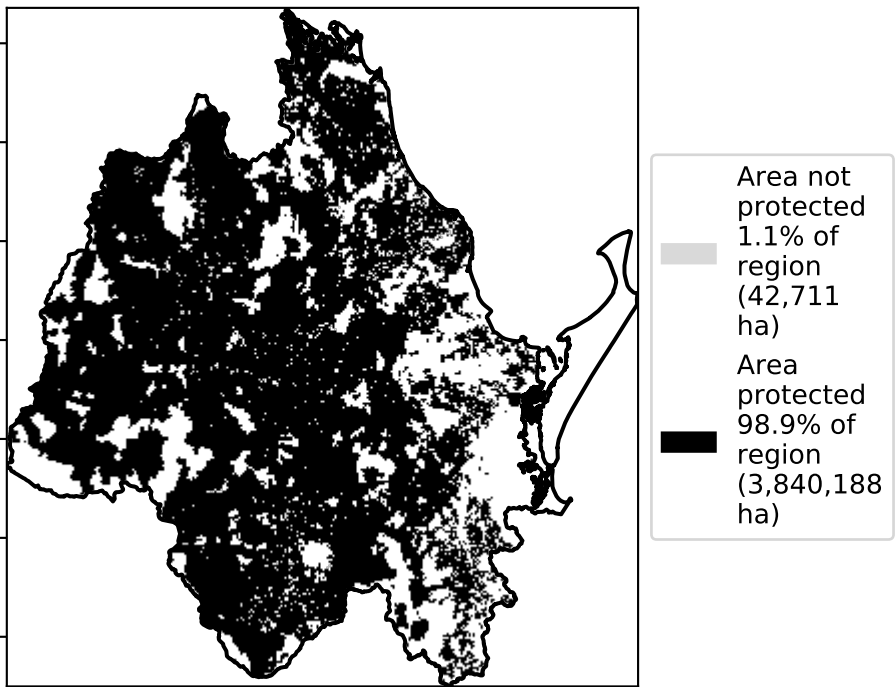 Area not
protected
1.1% of
region
(42,711
ha)
Area
protected
98.9% of
region
(3,840,188
ha)